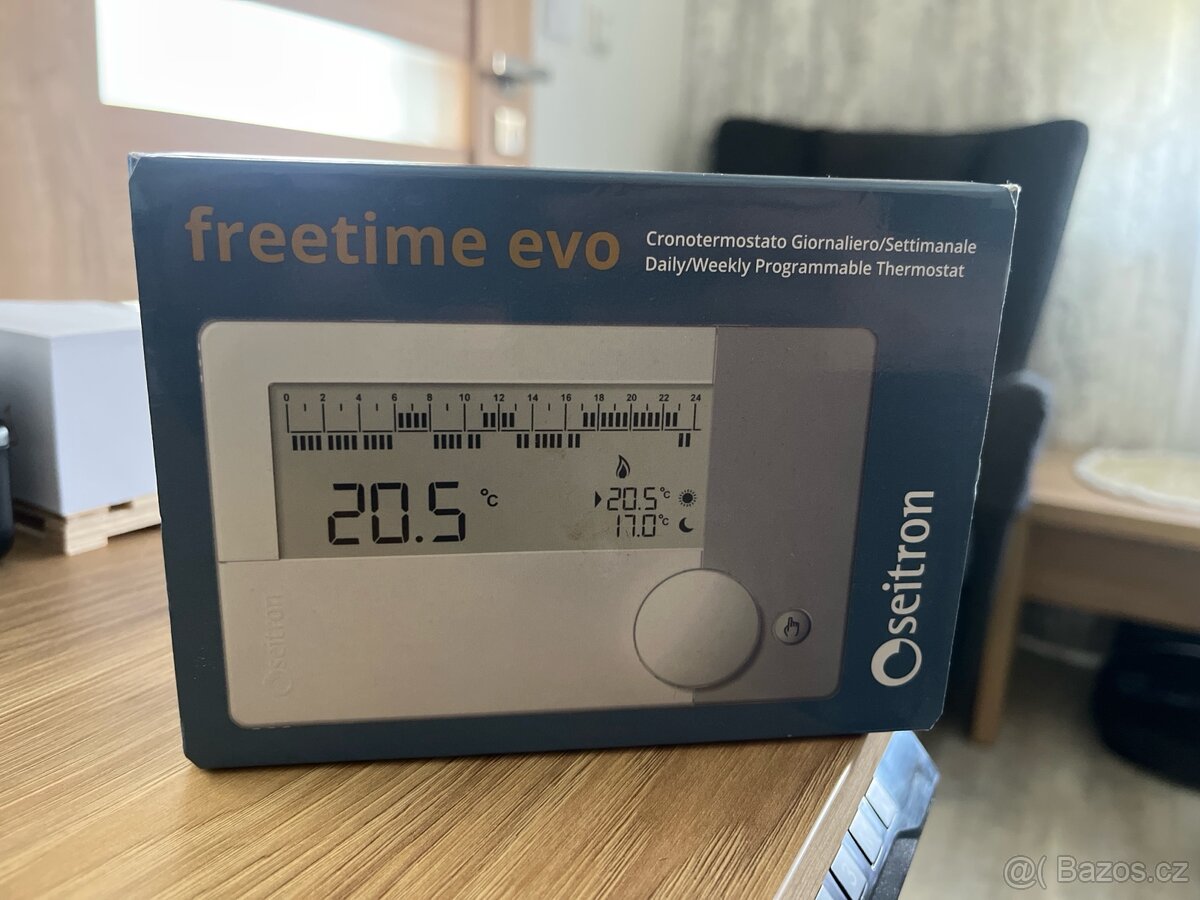 freetime evo
Cronotermostato Giornaliero/Settimanale
Daily/Weekly Programmable Thermostat
0 2 4 6 8 10 12 14 16 18 20 22 24
20.5 °C
20.5 °C
17.0 °C
seitron
seitron
@( Bazos.cz